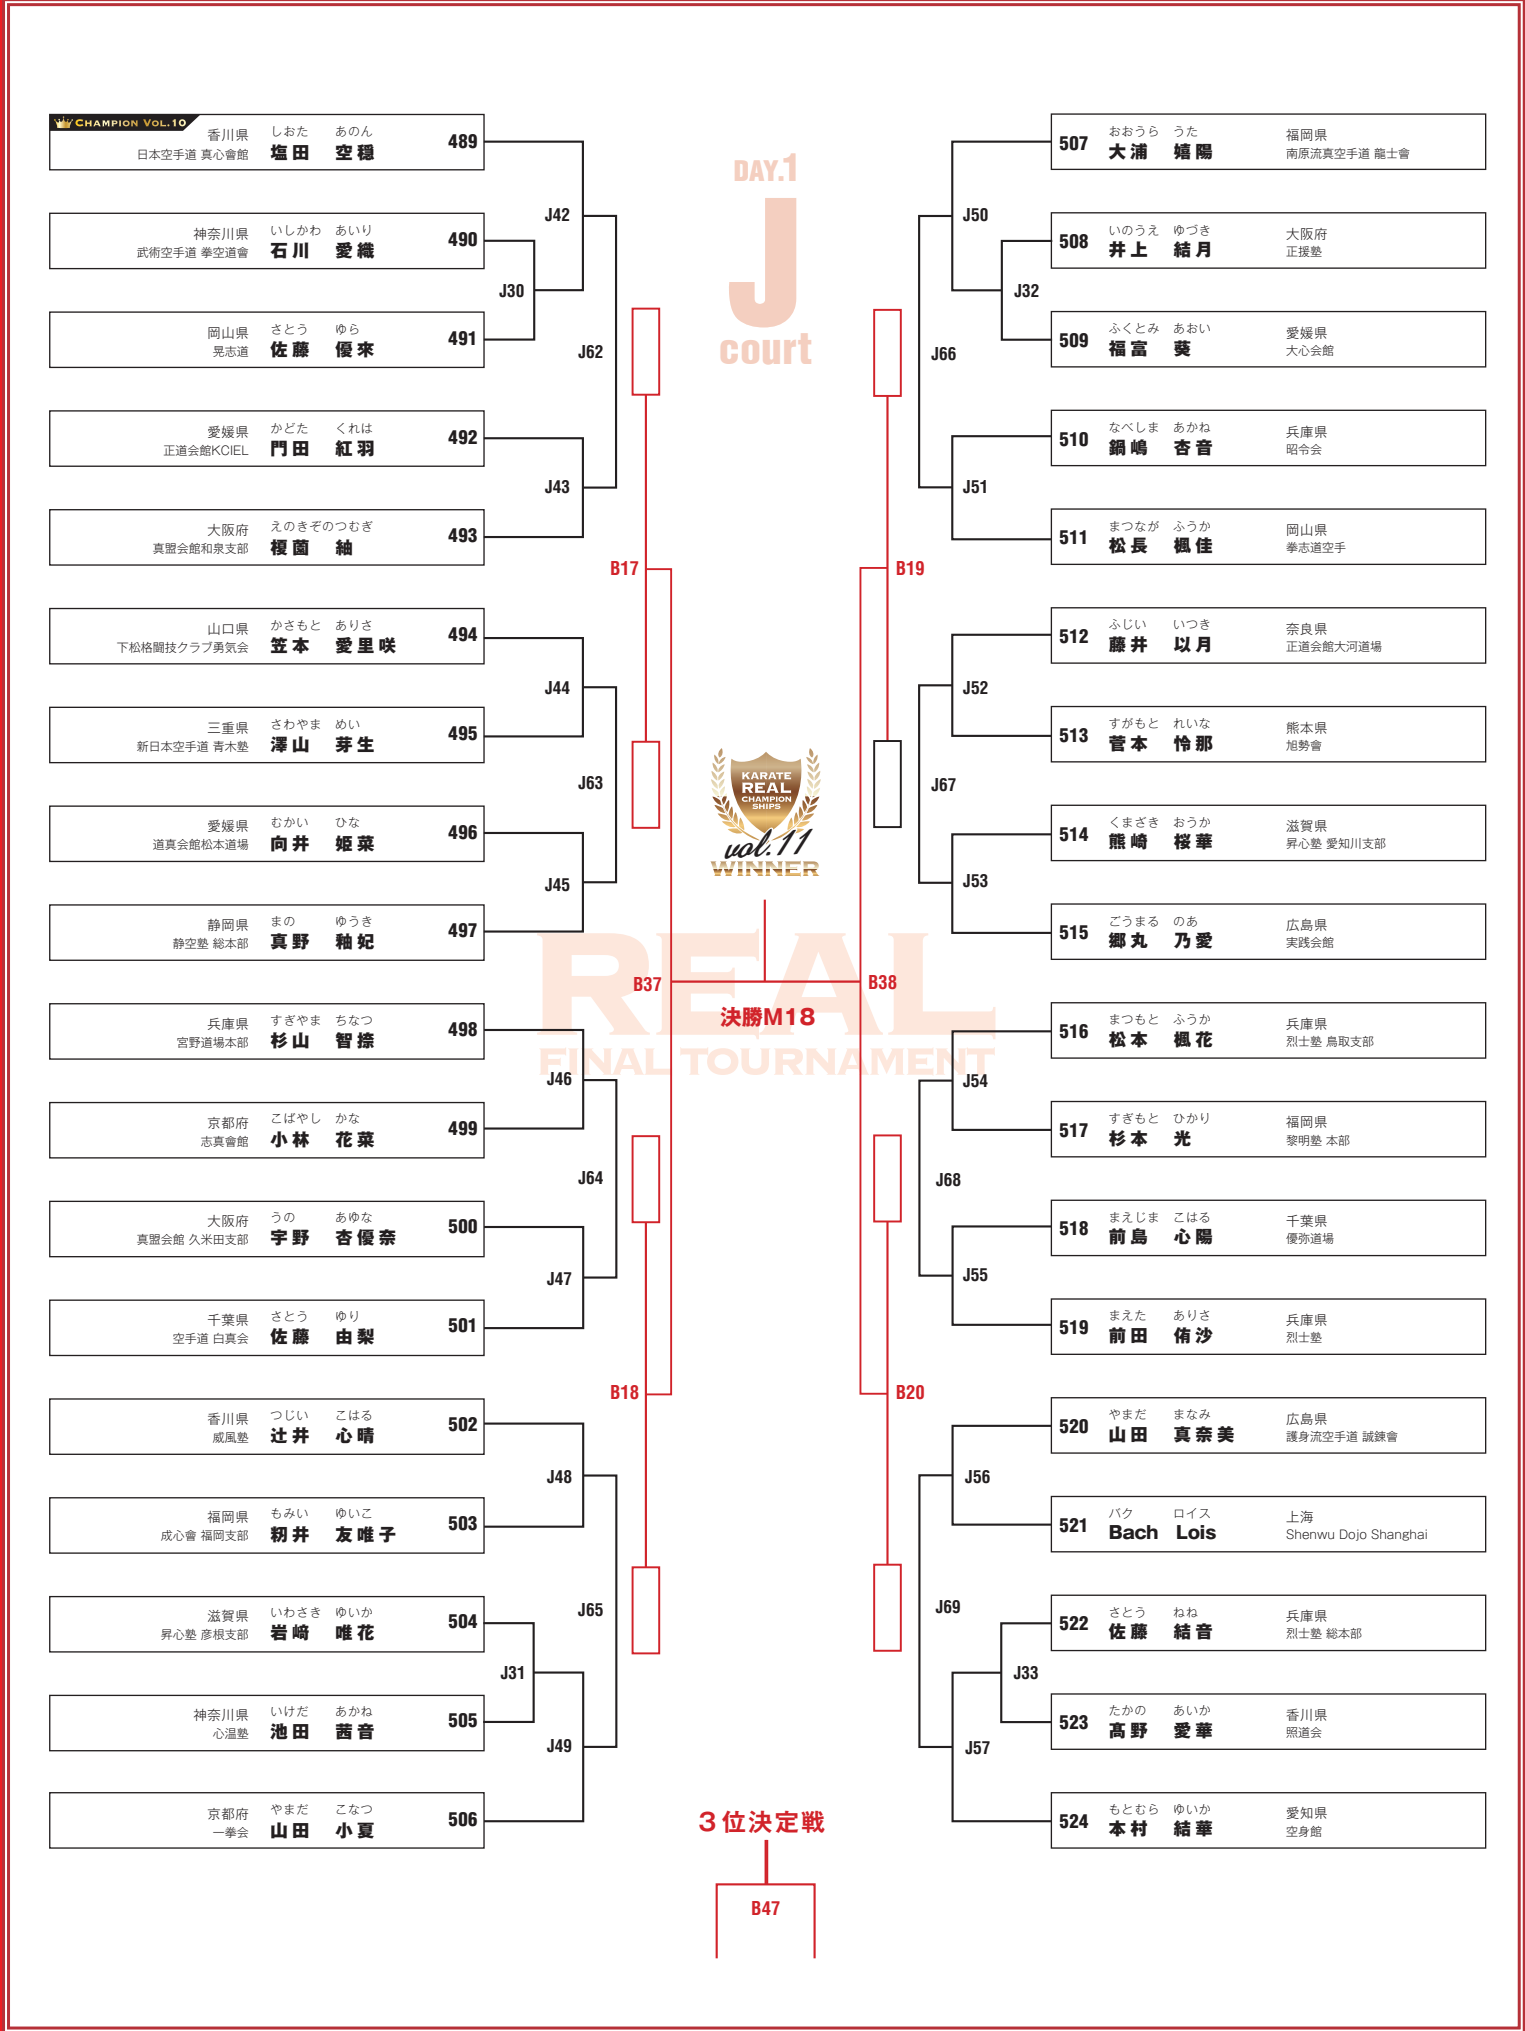 CHAMPION VOL.10
香川県 しおた あのん 489
日本空手道 真心會館 塩田 空穏
神奈川県 いしかわ あいり 490
武術空手道 拳空道會 石川 愛織
岡山県 さとう ゆら 491
晃志道 佐藤 優來
愛媛県 かどた くれは 492
正道会館KCIEL 門田 紅羽
大阪府 えのきぞの つむぎ 493
真盟会館和泉支部 榎薗 紬
山口県 かさもと ありさ 494
下松格闘技クラブ勇気会 笠本 愛里咲
三重県 さわやま めい 495
新日本空手道 青木塾 澤山 芽生
愛媛県 むかい ひな 496
道真会館松本道場 向井 姫菜
静岡県 まの ゆうき 497
静空塾 総本部 真野 釉妃
兵庫県 すぎやま ちなつ 498
宮野道場本部 杉山 智捺
京都府 こばやし かな 499
志真會館 小林 花菜
大阪府 うの あゆな 500
真盟会館 久米田支部 宇野 杏優奈
千葉県 さとう ゆり 501
空手道 白真会 佐藤 由梨
香川県 つじい こはる 502
威風塾 辻井 心晴
福岡県 もみい ゆいこ 503
成心會 福岡支部 籾井 友唯子
滋賀県 いわさき ゆいか 504
昇心塾 彦根支部 岩﨑 唯花
神奈川県 いけだ あかね 505
心温塾 池田 茜音
京都府 やまだ こなつ 506
一拳会 山田 小夏
J42
J30
J62
J43
J44
J63
J45
J46
J64
J47
J48
J65
J31
J49
B17
B37
B18
DAY.1
J
court
KARATE
REAL
CHAMPION
SHIPS
vol.11
WINNER
REAL
FINAL TOURNAMENT
決勝M18
3位決定戦
B47
B19
B38
B20
J50
J32
J66
J51
J52
J67
J53
J54
J68
J55
J56
J69
J33
J57
507 おおうら うた 福岡県
大浦 嬉陽 南原流真空手道 龍士會
508 いのうえ ゆづき 大阪府
井上 結月 正援塾
509 ふくとみ あおい 愛媛県
福富 葵 大心会館
510 なべしま あかね 兵庫県
鍋嶋 杏音 昭令会
511 まつなが ふうか 岡山県
松長 楓佳 拳志道空手
512 ふじい いつき 奈良県
藤井 以月 正道会館大河道場
513 すがもと れいな 熊本県
菅本 怜那 旭勢會
514 くまざき おうか 滋賀県
熊崎 桜華 昇心塾 愛知川支部
515 ごうまる のあ 広島県
郷丸 乃愛 実践会館
516 まつもと ふうか 兵庫県
松本 楓花 烈士塾 鳥取支部
517 すぎもと ひかり 福岡県
杉本 光 黎明塾 本部
518 まえじま こはる 千葉県
前島 心陽 優弥道場
519 まえた ありさ 兵庫県
前田 侑沙 烈士塾
520 やまだ まなみ 広島県
山田 真奈美 護身流空手道 誠錬會
521 バク ロイス 上海
Bach Lois Shenwu Dojo Shanghai
522 さとう ねね 兵庫県
佐藤 結音 烈士塾 総本部
523 たかの あいか 香川県
髙野 愛華 照道会
524 もとむら ゆいか 愛知県
本村 結華 空身館